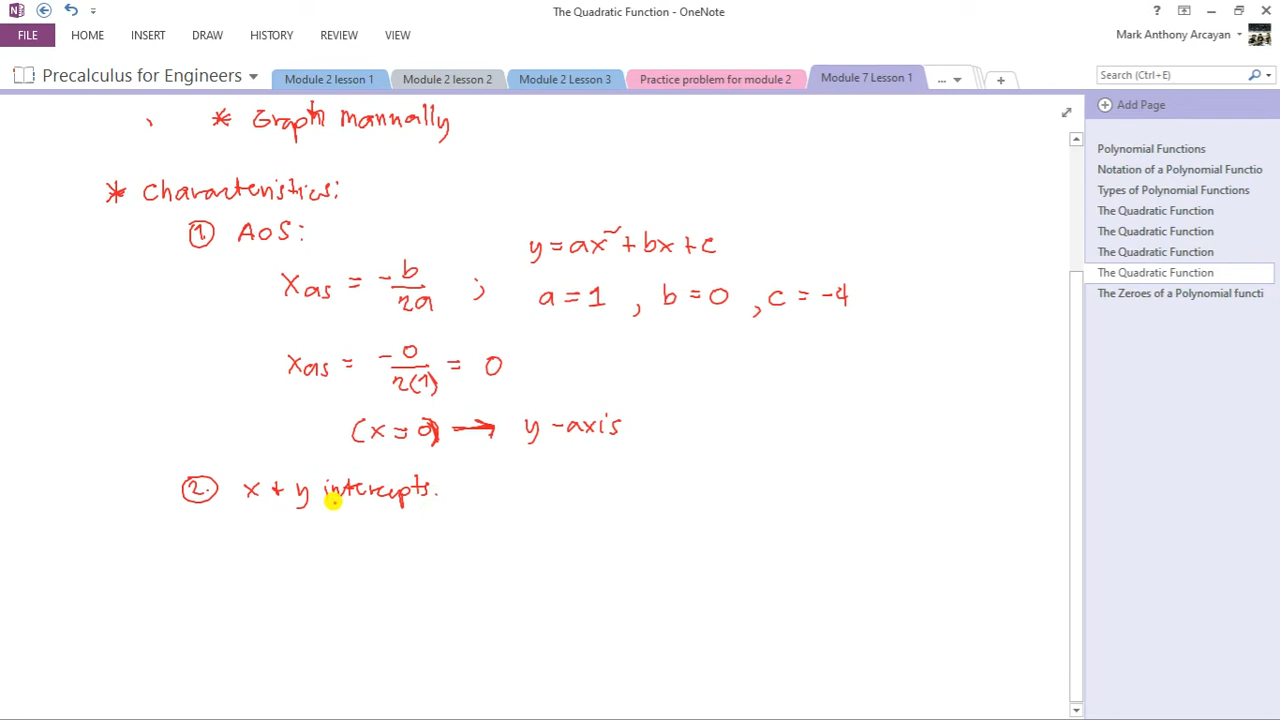 The Quadratic Function - OneNote
FILE HOME INSERT DRAW HISTORY REVIEW VIEW
Mark Anthony Arcayan
Precalculus for Engineers
Module 2 lesson 1
Module 2 lesson 2
Module 2 Lesson 3
Practice problem for module 2
Module 7 Lesson 1
...
Search (Ctrl+E)
Add Page
Polynomial Functions
Notation of a Polynomial Functio
Types of Polynomial Functions
The Quadratic Function
The Quadratic Function
The Quadratic Function
The Quadratic Function
The Zeroes of a Polynomial functi
* Graph mannally
* Characteristics:
1. AoS:
y = ax² + bx + c
xas = -b/2a ; a = 1 , b = 0 , c = -4
xas = -0/2(1) = 0
(x = 0) → y-axis
2. x + y intercepts.